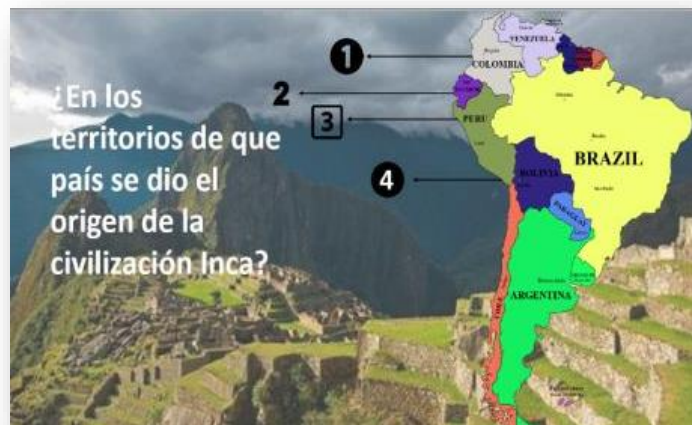 ¿En los
territorios de que
país se dio el
origen de la
civilización Inca?
1
2
3
4
VENEZUELA
COLOMBIA
PERU
BRAZIL
BOLIVIA
PARAGUAY
ARGENTINA